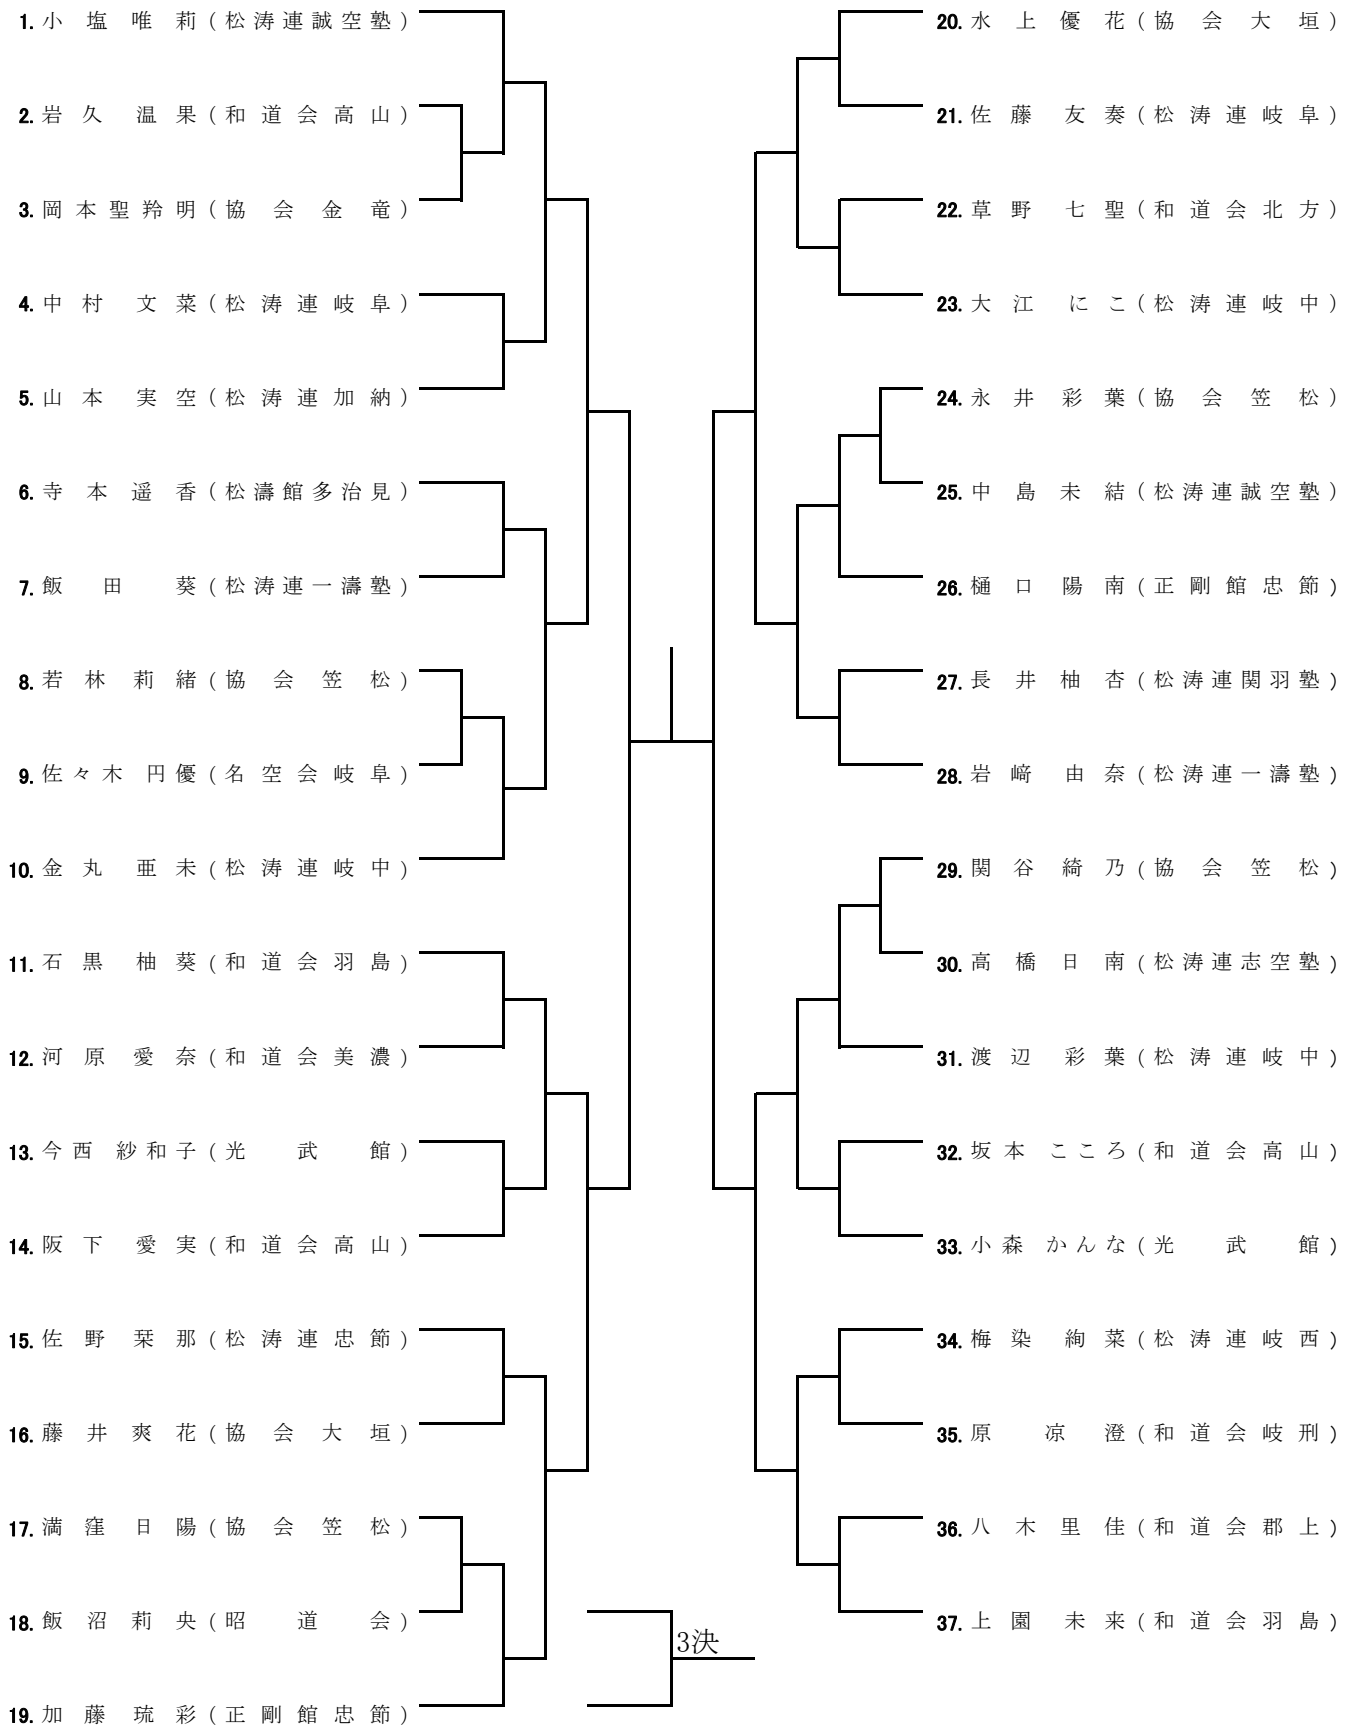 1. 小塩唯莉(松涛連誠空塾)
2. 岩久 温果(和道会高山)
3. 岡本聖羚明(協会金竜)
4. 中村 文菜(松涛連岐阜)
5. 山本 実空(松涛連加納)
6. 寺本遥香(松濤館多治見)
7. 飯田 葵(松涛連一濤塾)
8. 若林莉緒(協会笠松)
9. 佐々木 円優(名空会岐阜)
10. 金丸 亜未(松涛連岐中)
11. 石黒 柚葵(和道会羽島)
12. 河原愛奈(和道会美濃)
13. 今西 紗和子(光武館)
14. 阪下 愛実(和道会高山)
15. 佐野栞那(松涛連忠節)
16. 藤井爽花(協会大垣)
17. 満窪日陽(協会笠松)
18. 飯沼莉央(昭道会)
19. 加藤琉彩(正剛館忠節)
3決
20. 水上優花(協会大垣)
21. 佐藤 友奏(松涛連岐阜)
22. 草野 七聖(和道会北方)
23. 大江 にこ(松涛連岐中)
24. 永井彩葉(協会笠松)
25. 中島未結(松涛連誠空塾)
26. 樋口陽南(正剛館忠節)
27. 長井柚杏(松涛連関羽塾)
28. 岩﨑 由奈(松涛連一濤塾)
29. 関谷綺乃(協会笠松)
30. 高橋日南(松涛連志空塾)
31. 渡辺 彩葉(松涛連岐中)
32. 坂本 こころ(和道会高山)
33. 小森 かんな(光武館)
34. 梅染 絢菜(松涛連岐西)
35. 原 凉澄(和道会岐刑)
36. 八木里佳(和道会郡上)
37. 上園 未来(和道会羽島)